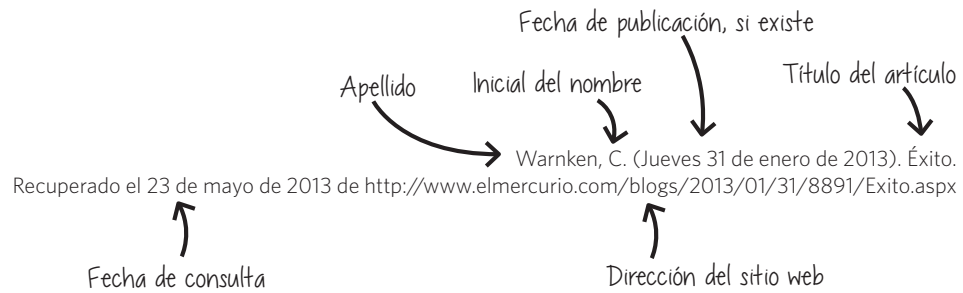 Fecha de publicación, si existe
Apellido
Inicial del nombre
Título del artículo
Warnken, C. (Jueves 31 de enero de 2013). Éxito.
Recuperado el 23 de mayo de 2013 de http://www.elmercurio.com/blogs/2013/01/31/8891/Exito.aspx
Fecha de consulta
Dirección del sitio web